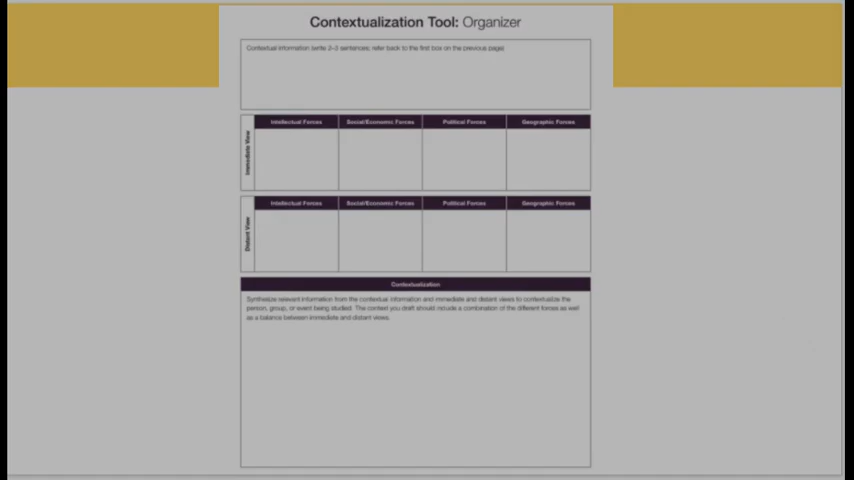 Contextualization Tool: Organizer
Contextual information (write 2–3 sentences; refer back to the first box on the previous page)
Intellectual Forces Social/Economic Forces Political Forces Geographic Forces
Immediate View
Intellectual Forces Social/Economic Forces Political Forces Geographic Forces
Distant View
Contextualization
Synthesize relevant information from the contextual information and immediate and distant views to contextualize the
person, group, or event being studied. The context you draft should include a combination of the different forces as well
as a balance between immediate and distant views.